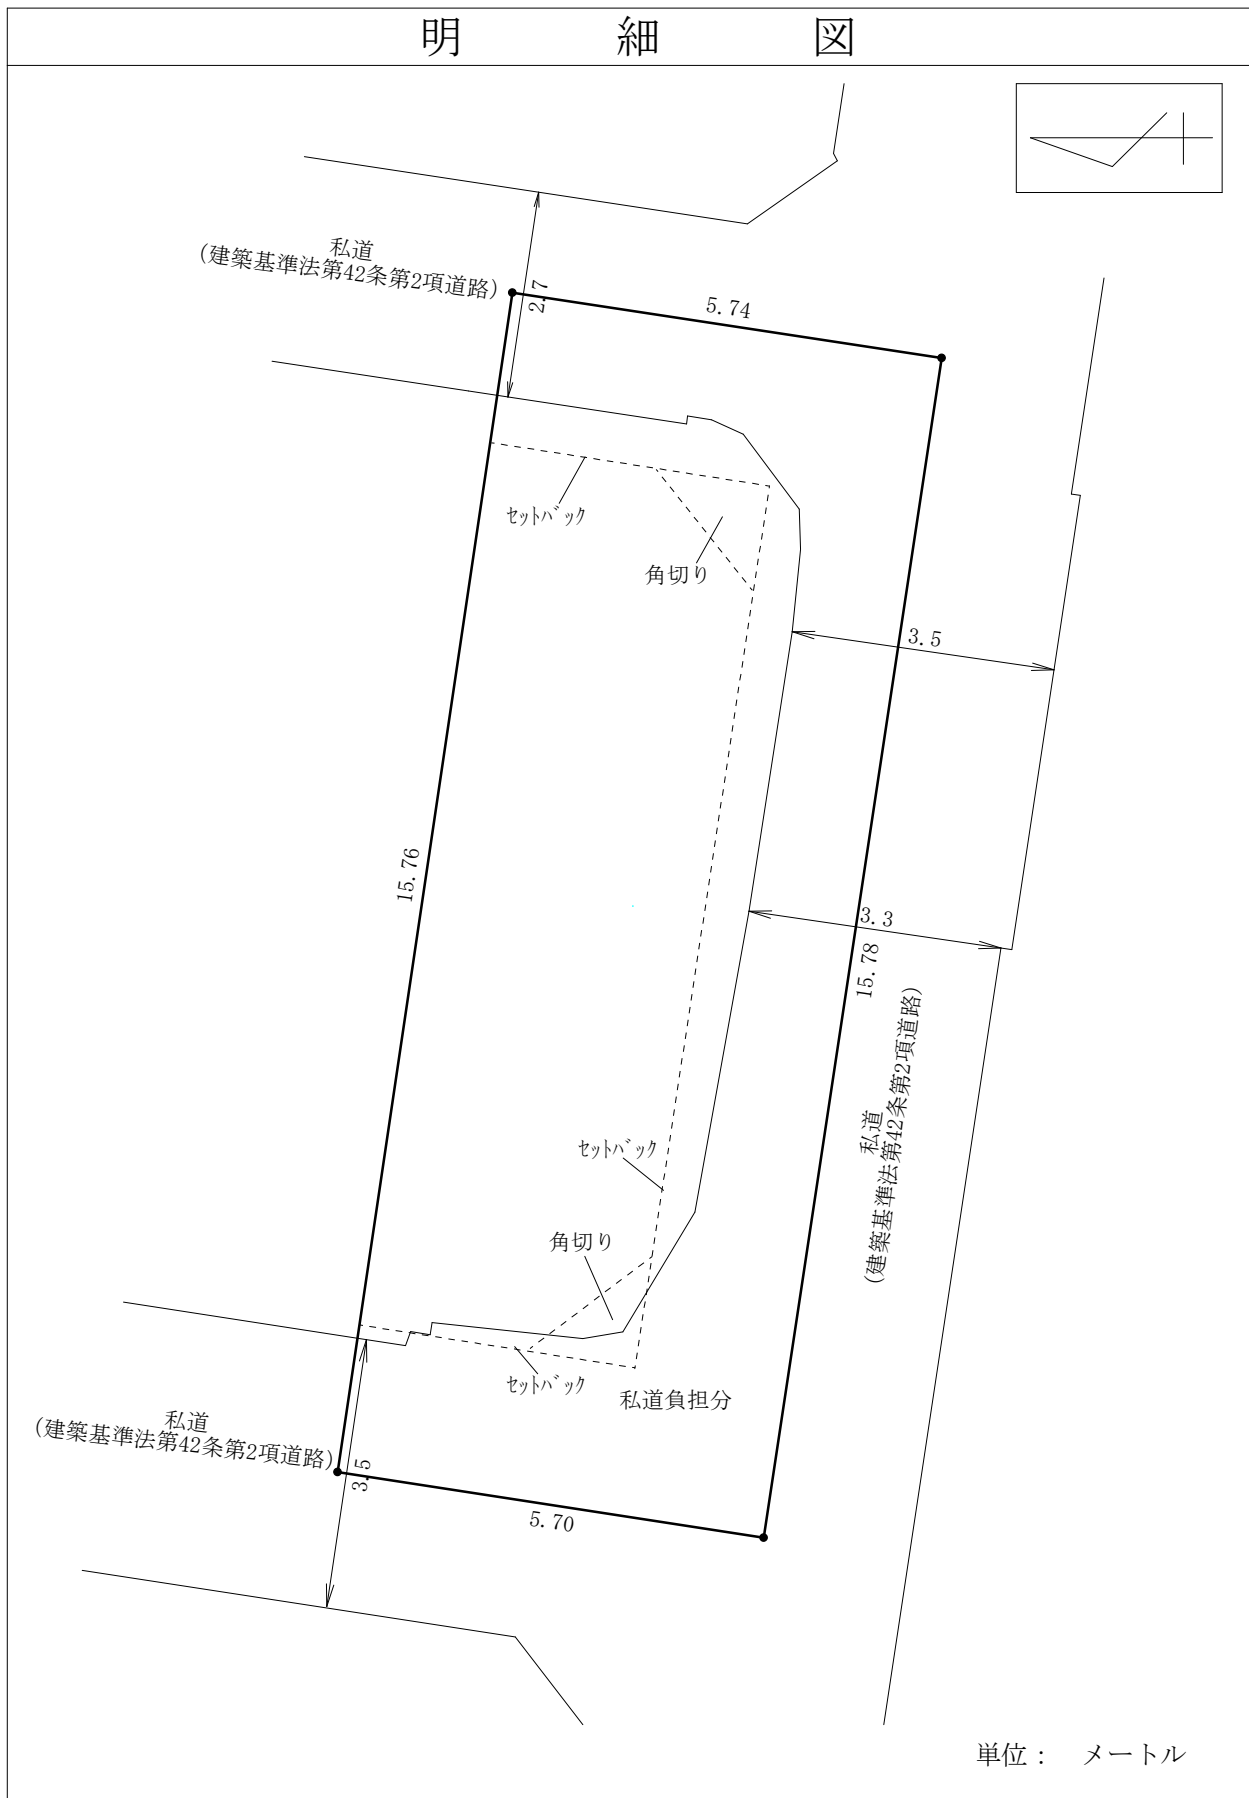 明細図
私道
(建築基準法第42条第2項道路)
2.7
5.74
ｾｯﾄﾊﾞｯｸ
角切り
3.5
15.76
3.3
15.78
私道
(建築基準法第42条第2項道路)
ｾｯﾄﾊﾞｯｸ
角切り
ｾｯﾄﾊﾞｯｸ
私道負担分
私道
(建築基準法第42条第2項道路)
3.5
5.70
単位： メートル